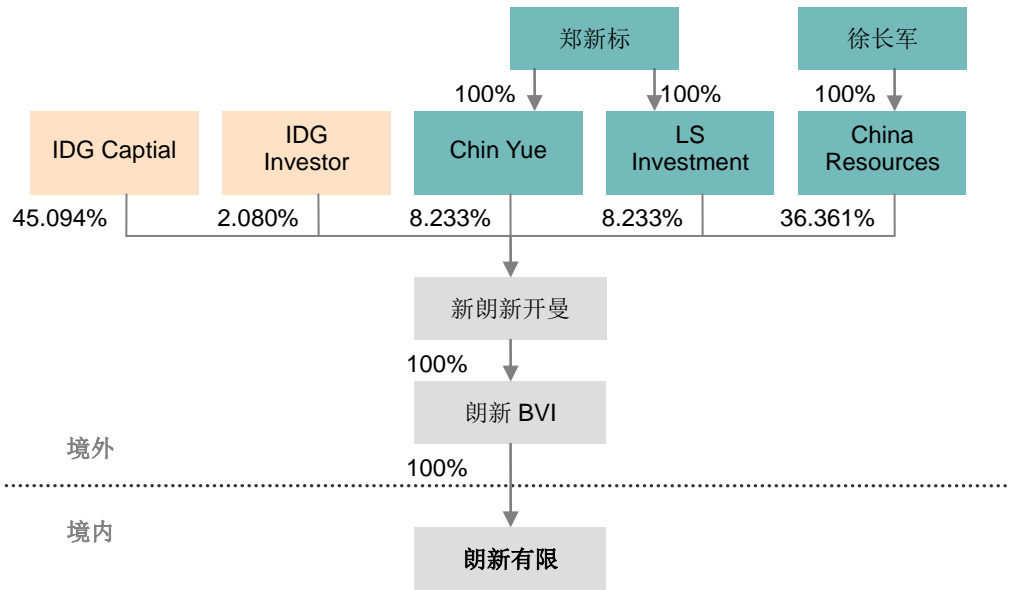 郑新标
徐长军
100%
100%
100%
IDG Captial
IDG
Investor
Chin Yue
LS
Investment
China
Resources
45.094%
2.080%
8.233%
8.233%
36.361%
新朗新开曼
100%
朗新 BVI
境外
100%
境内
朗新有限